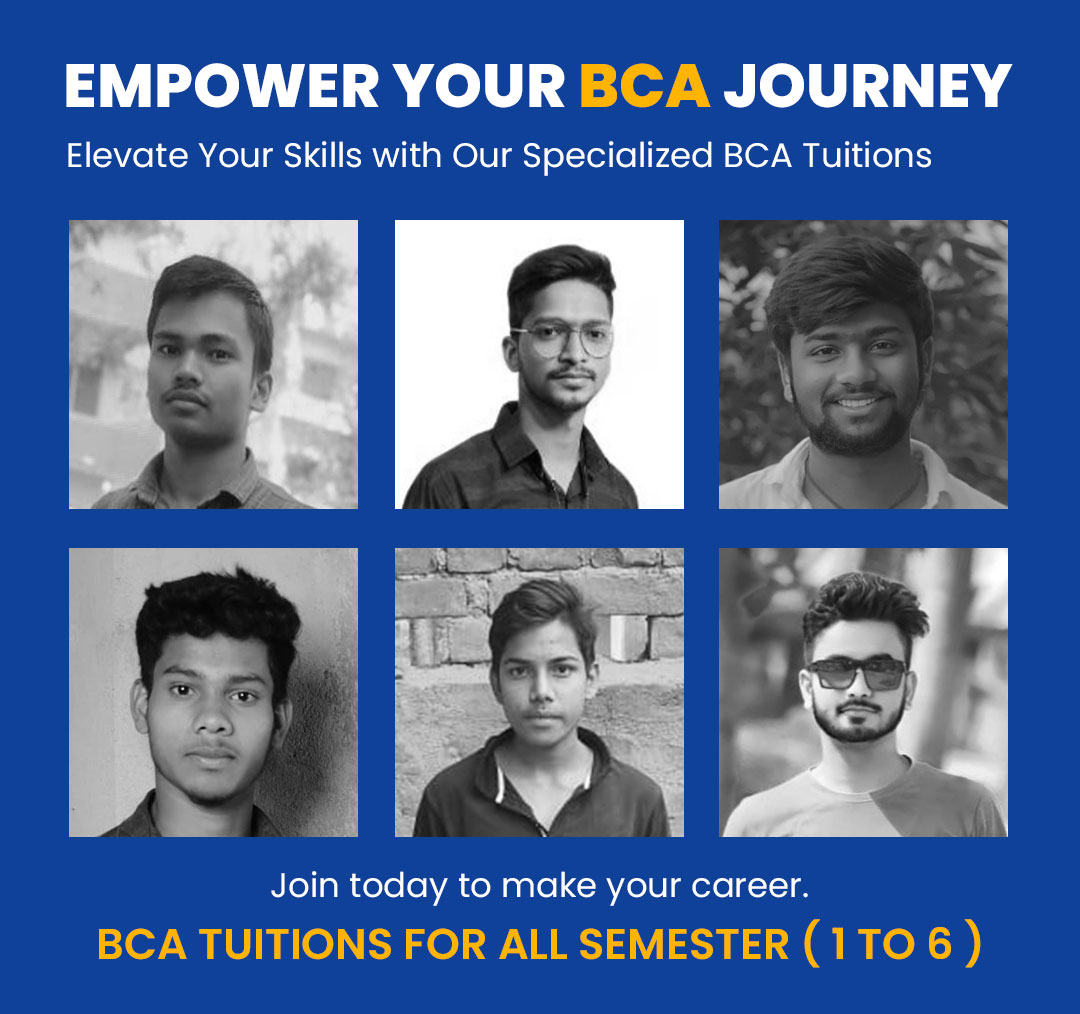 EMPOWER YOUR BCA JOURNEY
Elevate Your Skills with Our Specialized BCA Tuitions
Join today to make your career.
BCA TUITIONS FOR ALL SEMESTER ( 1 TO 6 )